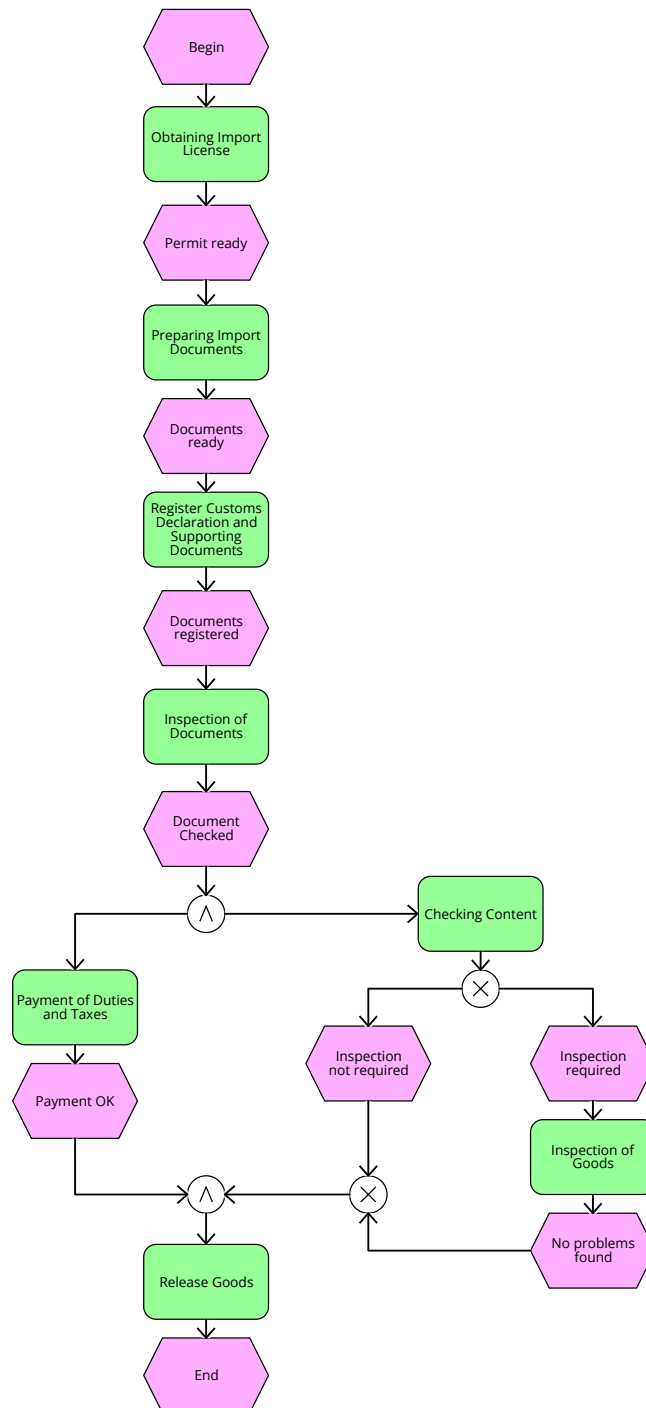 Begin
Obtaining Import
License
Permit ready
Preparing Import
Documents
Documents
ready
Register Customs
Declaration and
Supporting
Documents
Documents
registered
Inspection of
Documents
Document
Checked
Checking Content
Payment of Duties
and Taxes
Inspection
not required
Inspection
required
Payment OK
Inspection of
Goods
No problems
found
Release Goods
End